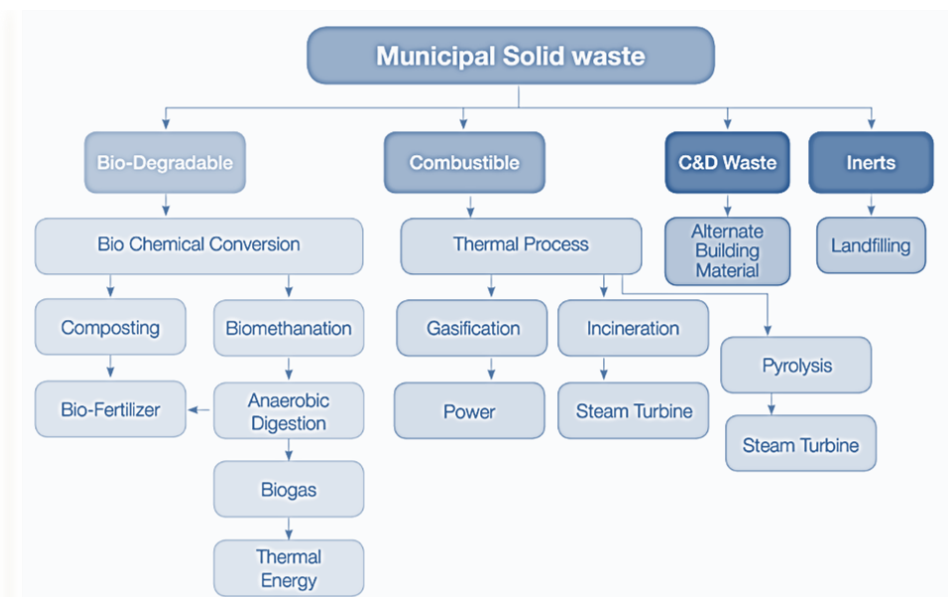 Municipal Solid waste
Bio-Degradable
Combustible
C&D Waste
Inerts
Bio Chemical Conversion
Thermal Process
Alternate
Building
Material
Landfilling
Composting
Biomethanation
Gasification
Incineration
Pyrolysis
Bio-Fertilizer
Anaerobic
Digestion
Power
Steam Turbine
Steam Turbine
Biogas
Thermal
Energy